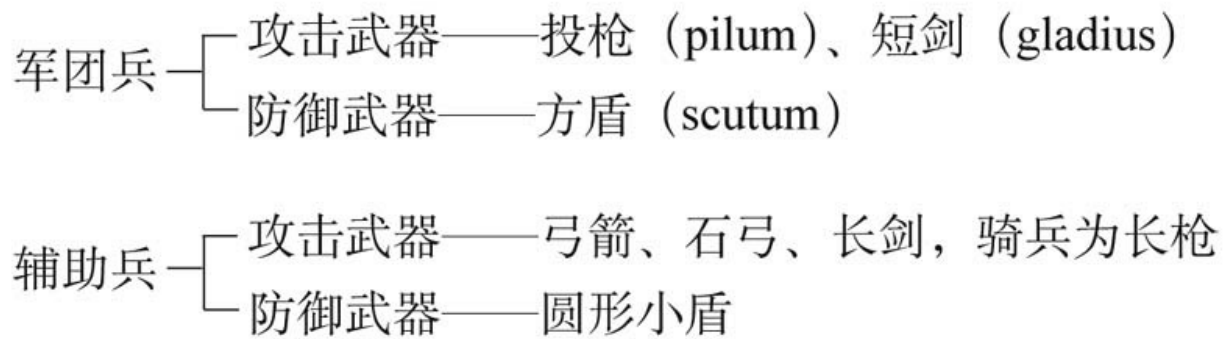 军团兵
攻击武器——投枪（pilum）、短剑（gladius）
防御武器——方盾（scutum）
辅助兵
攻击武器——弓箭、石弓、长剑，骑兵为长枪
防御武器——圆形小盾